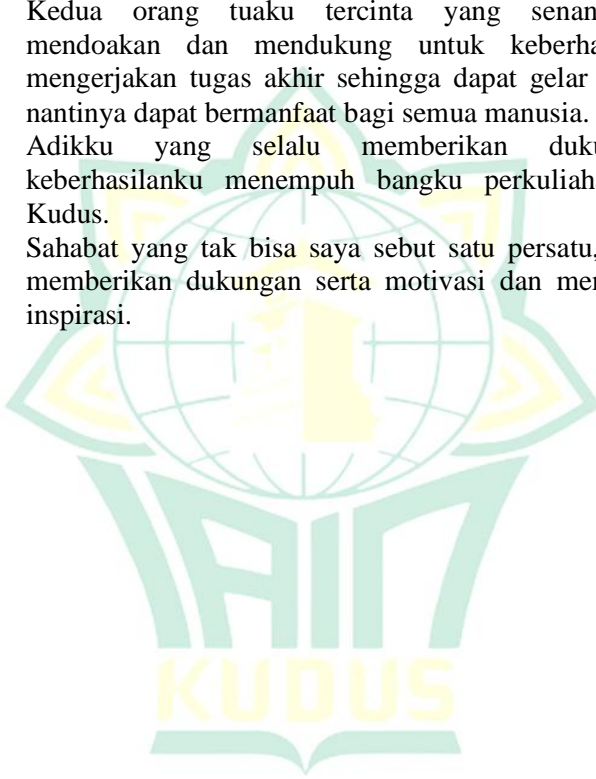 Kedua orang tuaku tercinta yang senan
mendoakan dan mendukung untuk keberha
mengerjakan tugas akhir sehingga dapat gelar
nantinya dapat bermanfaat bagi semua manusia.
Adikku yang selalu memberikan duku
keberhasilanku menempuh bangku perkuliah
Kudus.
Sahabat yang tak bisa saya sebut satu persatu,
memberikan dukungan serta motivasi dan men
inspirasi.
IAIN
KUDUS